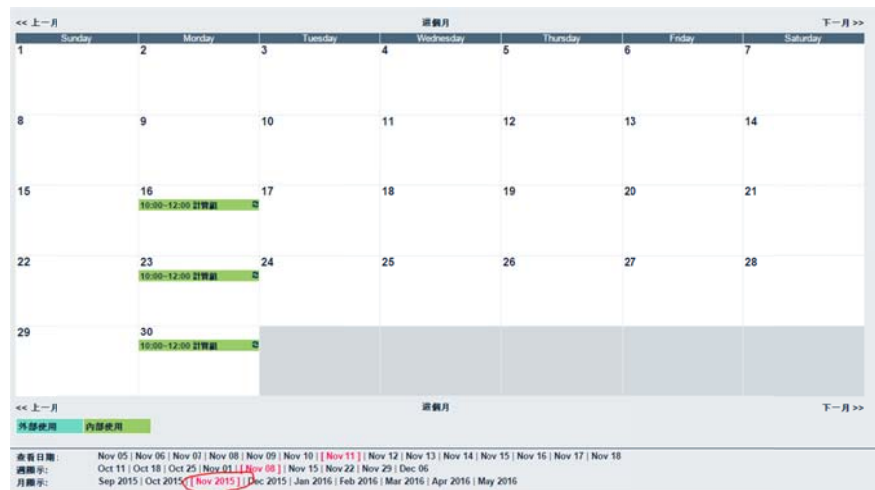 << 上一月 這個月 下一月 >>
Sunday Monday Tuesday Wednesday Thursday Friday Saturday
1 2 3 4 5 6 7
8 9 10 11 12 13 14
15 16 17 18 19 20 21
10:00~12:00 計資組
22 23 24 25 26 27 28
10:00~12:00 計資組
29 30
10:00~12:00 計資組
<< 上一月 這個月 下一月 >>
外部使用 內部使用
查看日期: Nov 05 | Nov 06 | Nov 07 | Nov 08 | Nov 09 | Nov 10 | [ Nov 11 ] | Nov 12 | Nov 13 | Nov 14 | Nov 15 | Nov 16 | Nov 17 | Nov 18
週顯示: Oct 11 | Oct 18 | Oct 25 | Nov 01 | [ Nov 08 ] | Nov 15 | Nov 22 | Nov 29 | Dec 06
月顯示: Sep 2015 | Oct 2015 | [ Nov 2015 ] | Dec 2015 | Jan 2016 | Feb 2016 | Mar 2016 | Apr 2016 | May 2016